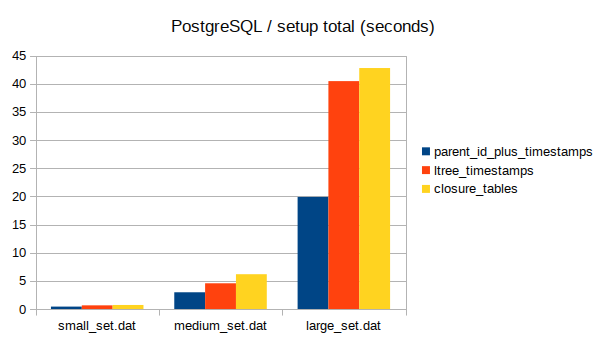 PostgreSQL / setup total (seconds)
45
40
35
30
25
20
15
10
5
0
small_set.dat
medium_set.dat
large_set.dat
parent_id_plus_timestamps
ltree_timestamps
closure_tables